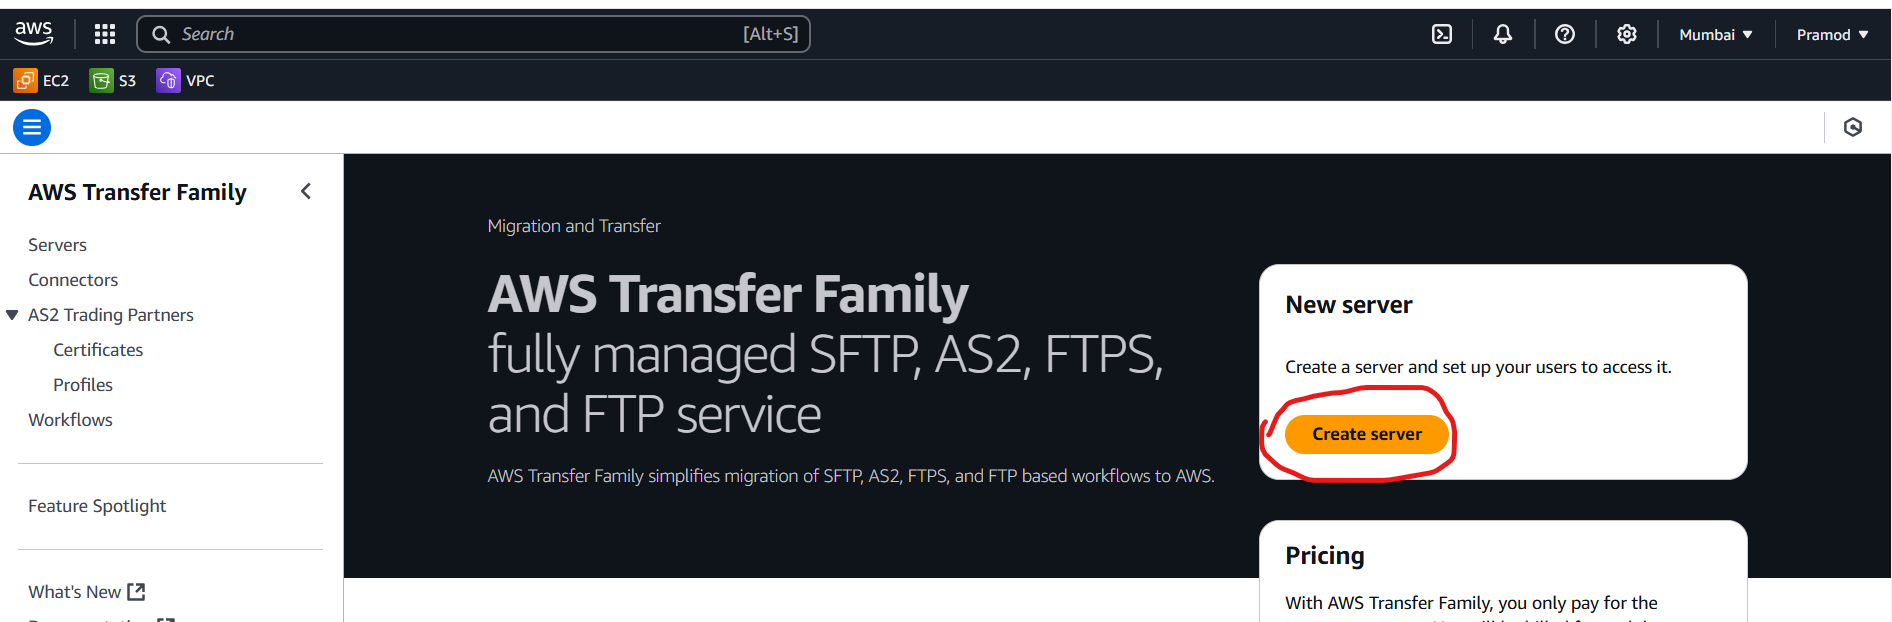 aws
Search [Alt+S]
Mumbai ▼ Pramod ▼
EC2 S3 VPC
AWS Transfer Family
Servers
Connectors
AS2 Trading Partners
Certificates
Profiles
Workflows
Feature Spotlight
What's New
Migration and Transfer
AWS Transfer Family
fully managed SFTP, AS2, FTPS,
and FTP service
AWS Transfer Family simplifies migration of SFTP, AS2, FTPS, and FTP based workflows to AWS.
New server
Create a server and set up your users to access it.
Create server
Pricing
With AWS Transfer Family, you only pay for the